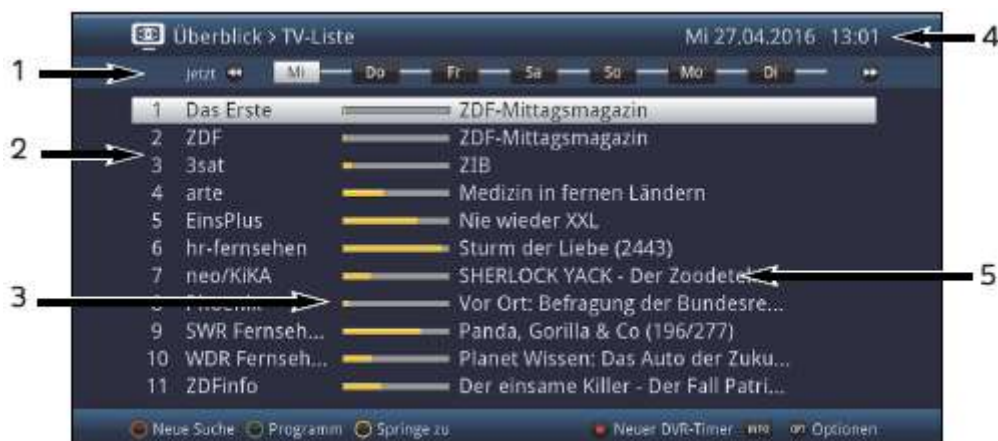 Überblick > TV-Liste Mi 27.04.2016 13:01 4
1 Jetzt Mi Do Fr Sa So Mo Di
1 Das Erste ZDF-Mittagsmagazin
2 ZDF ZDF-Mittagsmagazin
2
3 3sat ZIB
4 arte Medizin in fernen Ländern
5 EinsPlus Nie wieder XXL
6 hr-fernsehen Sturm der Liebe (2443)
7 neo/KiKA SHERLOCK YACK - Der 5
3
Vor Ort: Befragung der Bundesre...
9 SWR Fernseh... Panda, Gorilla & Co (196/277)
10 WDR Fernseh... Planet Wissen: Das Auto der Zuku...
11 ZDFinfo Der einsame Killer - Der Fall Patri...
Neue Suche Programm Springe zu Neuer DVR-Timer INFO OPT Optionen